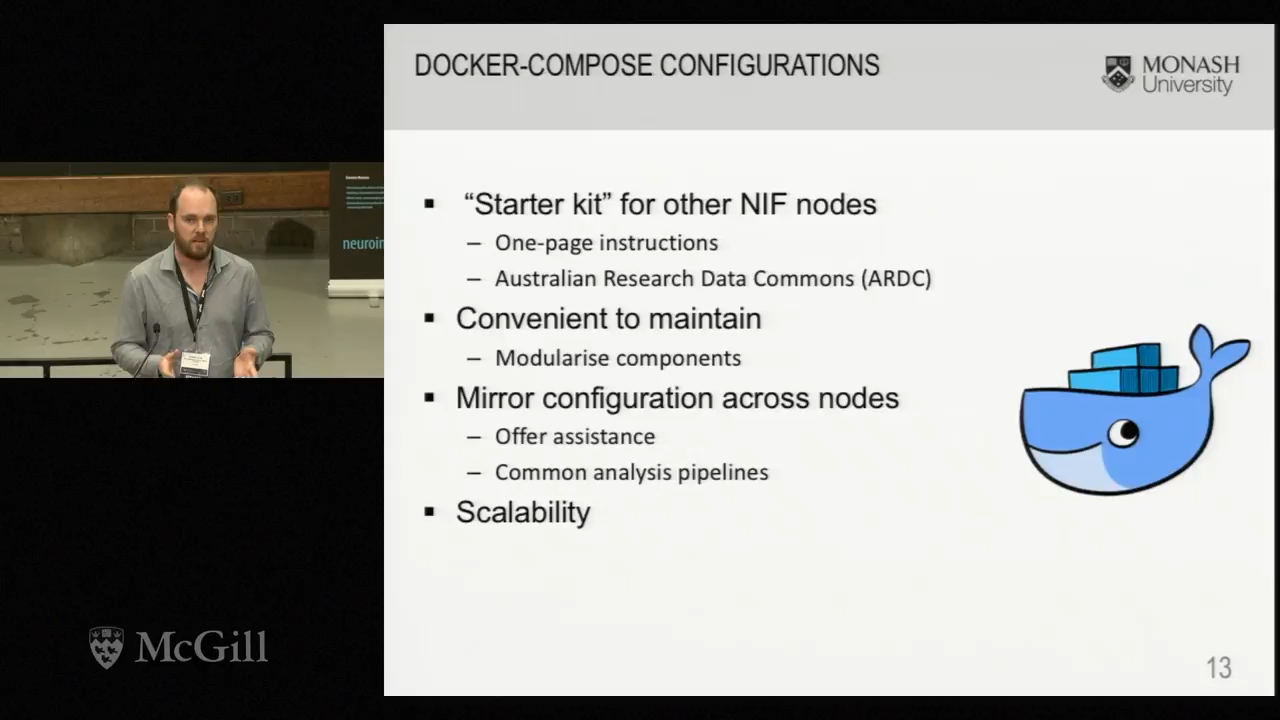 DOCKER-COMPOSE CONFIGURATIONS
MONASH
University
“Starter kit” for other NIF nodes
– One-page instructions
– Australian Research Data Commons (ARDC)
Convenient to maintain
– Modularise components
Mirror configuration across nodes
– Offer assistance
– Common analysis pipelines
Scalability
13
neuroin
McGill